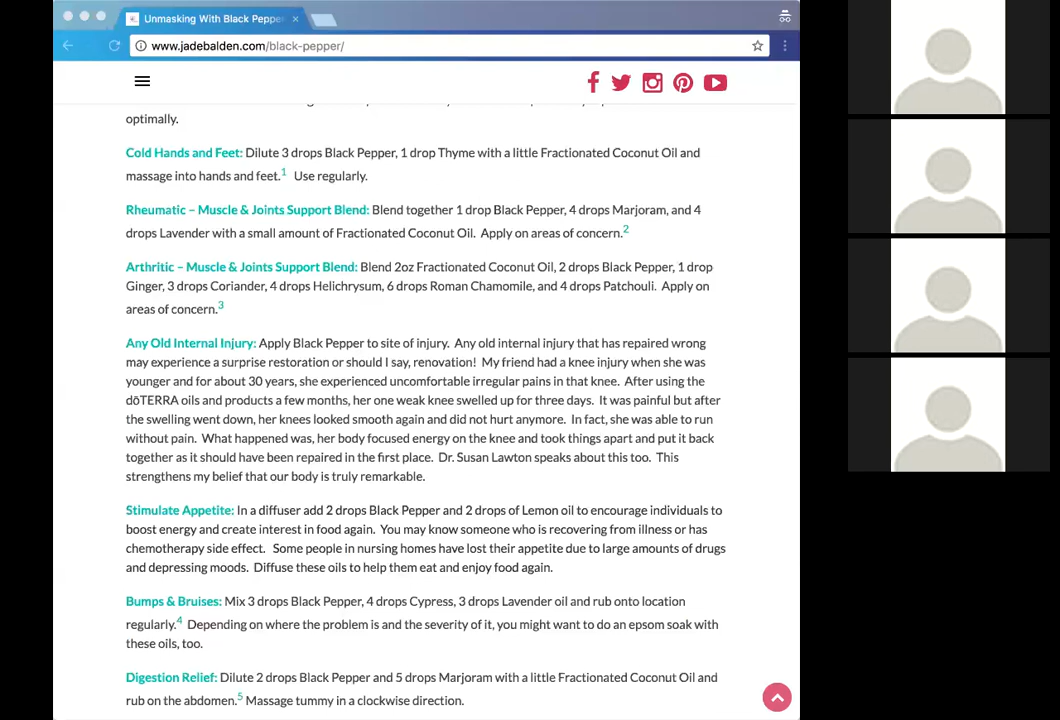 Unmasking With Black Pepper
www.jadebalden.com/black-pepper/
optimally.
Cold Hands and Feet: Dilute 3 drops Black Pepper, 1 drop Thyme with a little Fractionated Coconut Oil and
massage into hands and feet.1 Use regularly.
Rheumatic – Muscle & Joints Support Blend: Blend together 1 drop Black Pepper, 4 drops Marjoram, and 4
drops Lavender with a small amount of Fractionated Coconut Oil. Apply on areas of concern.2
Arthritic – Muscle & Joints Support Blend: Blend 2oz Fractionated Coconut Oil, 2 drops Black Pepper, 1 drop
Ginger, 3 drops Coriander, 4 drops Helichrysum, 6 drops Roman Chamomile, and 4 drops Patchouli. Apply on
areas of concern.3
Any Old Internal Injury: Apply Black Pepper to site of injury. Any old internal injury that has repaired wrong
may experience a surprise restoration or should I say, renovation! My friend had a knee injury when she was
younger and for about 30 years, she experienced uncomfortable irregular pains in that knee. After using the
dōTERRA oils and products a few months, her one weak knee swelled up for three days. It was painful but after
the swelling went down, her knees looked smooth again and did not hurt anymore. In fact, she was able to run
without pain. What happened was, her body focused energy on the knee and took things apart and put it back
together as it should have been repaired in the first place. Dr. Susan Lawton speaks about this too. This
strengthens my belief that our body is truly remarkable.
Stimulate Appetite: In a diffuser add 2 drops Black Pepper and 2 drops of Lemon oil to encourage individuals to
boost energy and create interest in food again. You may know someone who is recovering from illness or has
chemotherapy side effect. Some people in nursing homes have lost their appetite due to large amounts of drugs
and depressing moods. Diffuse these oils to help them eat and enjoy food again.
Bumps & Bruises: Mix 3 drops Black Pepper, 4 drops Cypress, 3 drops Lavender oil and rub onto location
regularly.4 Depending on where the problem is and the severity of it, you might want to do an epsom soak with
these oils, too.
Digestion Relief: Dilute 2 drops Black Pepper and 5 drops Marjoram with a little Fractionated Coconut Oil and
rub on the abdomen.5 Massage tummy in a clockwise direction.